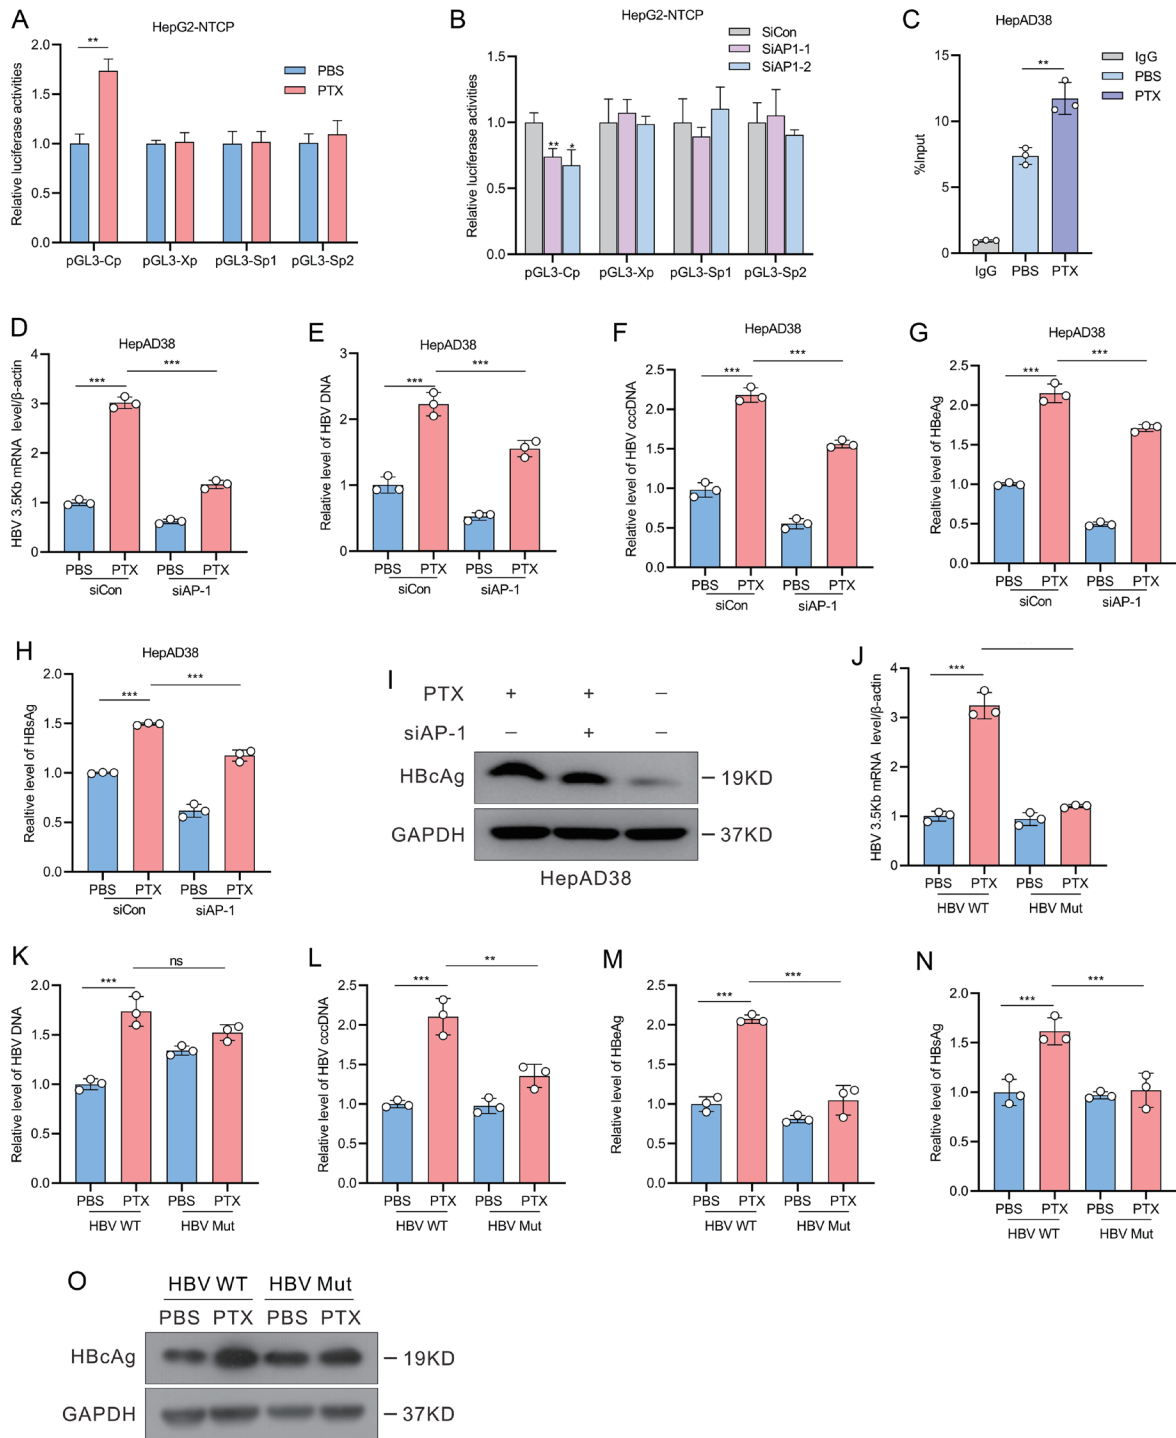 A
HepG2-NTCP
Relative luciferase activities
2.0
1.5
1.0
0.5
0.0
**
PBS
PTX
pGL3-Cp pGL3-Xp pGL3-Sp1 pGL3-Sp2
B
HepG2-NTCP
Relative luciferase activities
1.5
1.0
0.5
0.0
** *
SiCon
SiAP1-1
SiAP1-2
pGL3-Cp pGL3-Xp pGL3-Sp1 pGL3-Sp2
C
HepAD38
%Input
15
10
5
0
**
IgG
PBS
PTX
IgG PBS PTX
D
HepAD38
HBV 3.5Kb mRNA level/β-actin
4
3
2
1
0
*** ***
PBS PTX PBS PTX
siCon siAP-1
E
HepAD38
Relative level of HBV DNA
3
2
1
0
*** ***
PBS PTX PBS PTX
siCon siAP-1
F
HepAD38
Relative level of HBV cccDNA
2.5
2.0
1.5
1.0
0.5
0.0
*** ***
PBS PTX PBS PTX
siCon siAP-1
G
HepAD38
Realtive level of HBeAg
2.5
2.0
1.5
1.0
0.5
0.0
*** ***
PBS PTX PBS PTX
siCon siAP-1
H
HepAD38
Realtive level of HBsAg
2.0
1.5
1.0
0.5
0.0
*** ***
PBS PTX PBS PTX
siCon siAP-1
I
PTX + + −
siAP-1 − + −
HBcAg 19KD
GAPDH 37KD
HepAD38
J
HBV 3.5Kb mRNA level/β-actin
4
3
2
1
0
***
PBS PTX PBS PTX
HBV WT HBV Mut
K
Relative level of HBV DNA
2.0
1.5
1.0
0.5
0.0
*** ns
PBS PTX PBS PTX
HBV WT HBV Mut
L
Relative level of HBV cccDNA
2.5
2.0
1.5
1.0
0.5
0.0
*** **
PBS PTX PBS PTX
HBV WT HBV Mut
M
Relative level of HBeAg
2.5
2.0
1.5
1.0
0.5
0.0
*** ***
PBS PTX PBS PTX
HBV WT HBV Mut
N
Realtive level of HBsAg
2.0
1.5
1.0
0.5
0.0
*** ***
PBS PTX PBS PTX
HBV WT HBV Mut
O
HBV WT HBV Mut
PBS PTX PBS PTX
HBcAg 19KD
GAPDH 37KD